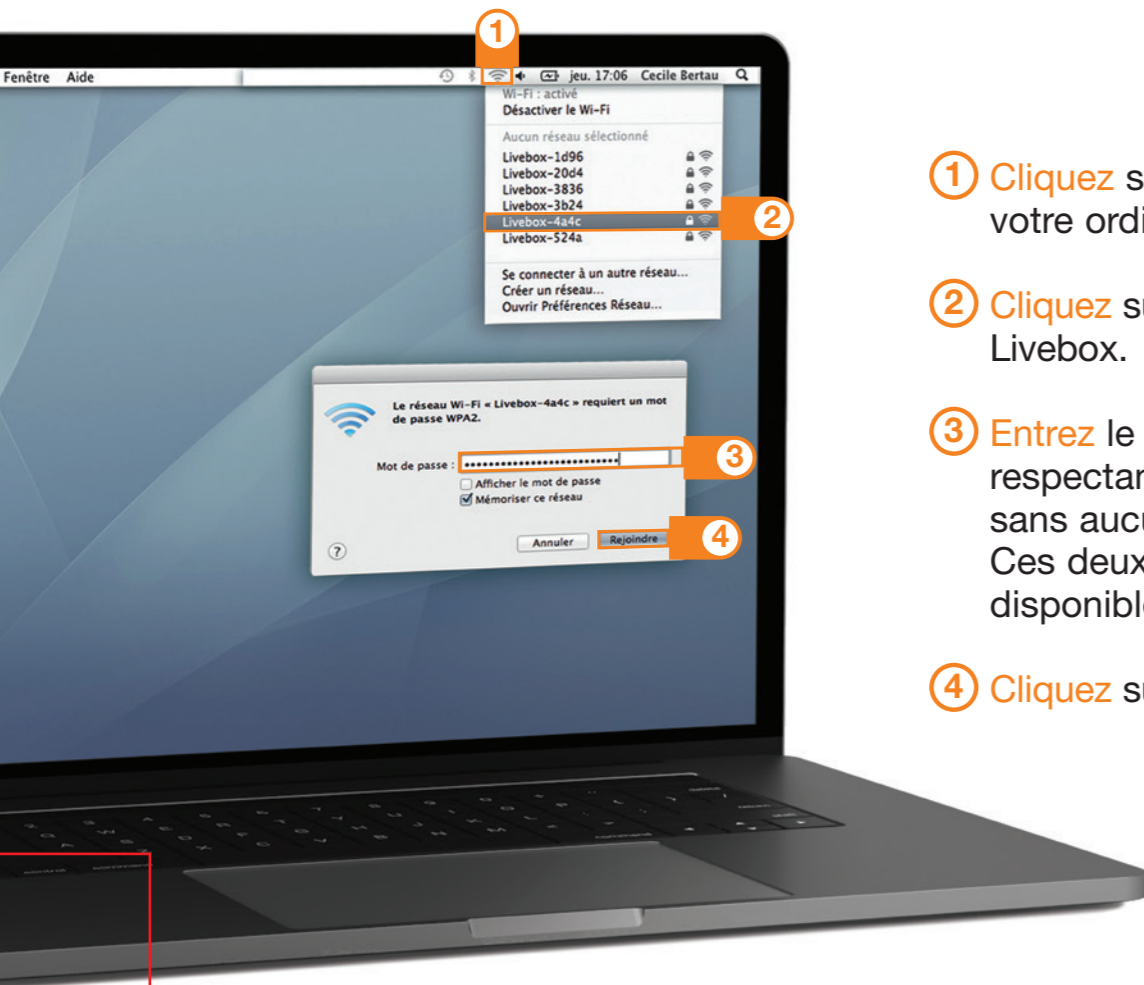 1
Fenêtre Aide
jeu. 17:06 Cecile Bertau
Wi-Fi : activé
Désactiver le Wi-Fi
Aucun réseau sélectionné
Livebox-1d96
Livebox-20d4
Livebox-3836
Livebox-3b24
Livebox-4a4c
2
Livebox-524a
Se connecter à un autre réseau...
Créer un réseau...
Ouvrir Préférences Réseau...
Le réseau Wi-Fi « Livebox-4a4c » requiert un mot
de passe WPA2.
Mot de passe : ••••••••••••••••••••••••••
3
Afficher le mot de passe
Mémoriser ce réseau
?
Annuler Rejoindre
4
control command
command
1 Cliquez s
votre ordi
2 Cliquez su
Livebox.
3 Entrez le
respectan
sans aucu
Ces deux
disponible
4 Cliquez su